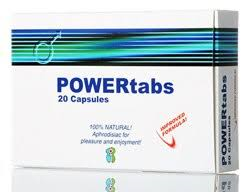 POWERtabs
20 Capsules
100% NATURAL!
Aphrodisiac for
pleasure and enjoyment!
IMPROVED
FORMULA!